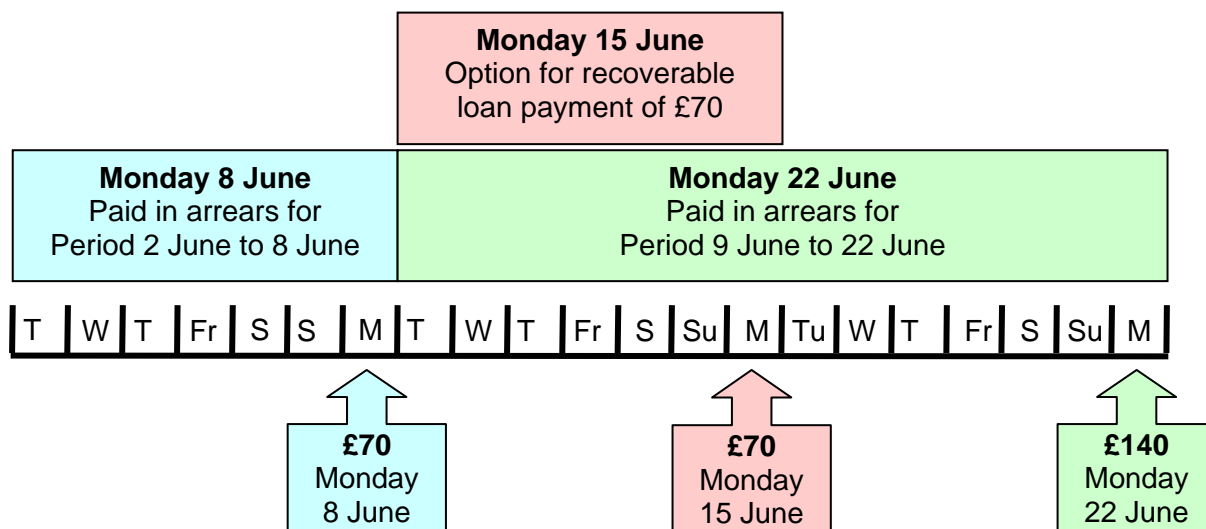 Monday 15 June
Option for recoverable
loan payment of £70
Monday 8 June
Paid in arrears for
Period 2 June to 8 June
Monday 22 June
Paid in arrears for
Period 9 June to 22 June
T W T Fr S S M T W T Fr S Su M Tu W T Fr S Su M
£70
Monday
8 June
£70
Monday
15 June
£140
Monday
22 June